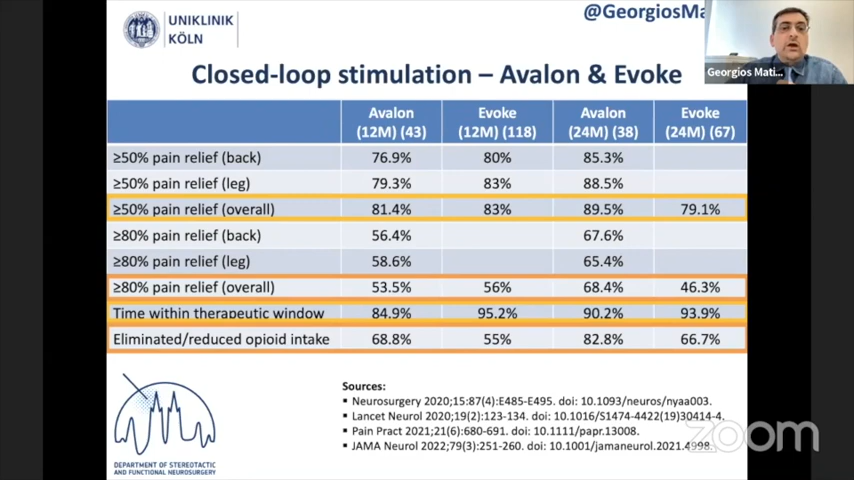 UNIKLINIK
KÖLN
@GeorgiosMa
Georgios Mati...
Closed-loop stimulation – Avalon & Evoke
Avalon (12M) (43) Evoke (12M) (118) Avalon (24M) (38) Evoke (24M) (67)
≥50% pain relief (back) 76.9% 80% 85.3%
≥50% pain relief (leg) 79.3% 83% 88.5%
≥50% pain relief (overall) 81.4% 83% 89.5% 79.1%
≥80% pain relief (back) 56.4% 67.6%
≥80% pain relief (leg) 58.6% 65.4%
≥80% pain relief (overall) 53.5% 56% 68.4% 46.3%
Time within therapeutic window 84.9% 95.2% 90.2% 93.9%
Eliminated/reduced opioid intake 68.8% 55% 82.8% 66.7%
Sources:
▪ Neurosurgery 2020;15:87(4):E485-E495. doi: 10.1093/neuros/nyaa003.
▪ Lancet Neurol 2020;19(2):123-134. doi: 10.1016/S1474-4422(19)30414-4.
▪ Pain Pract 2021;21(6):680-691. doi: 10.1111/papr.13008.
▪ JAMA Neurol 2022;79(3):251-260. doi: 10.1001/jamaneurol.2021.4998.
zoom
DEPARTMENT OF STEREOTACTIC
AND FUNCTIONAL NEUROSURGERY